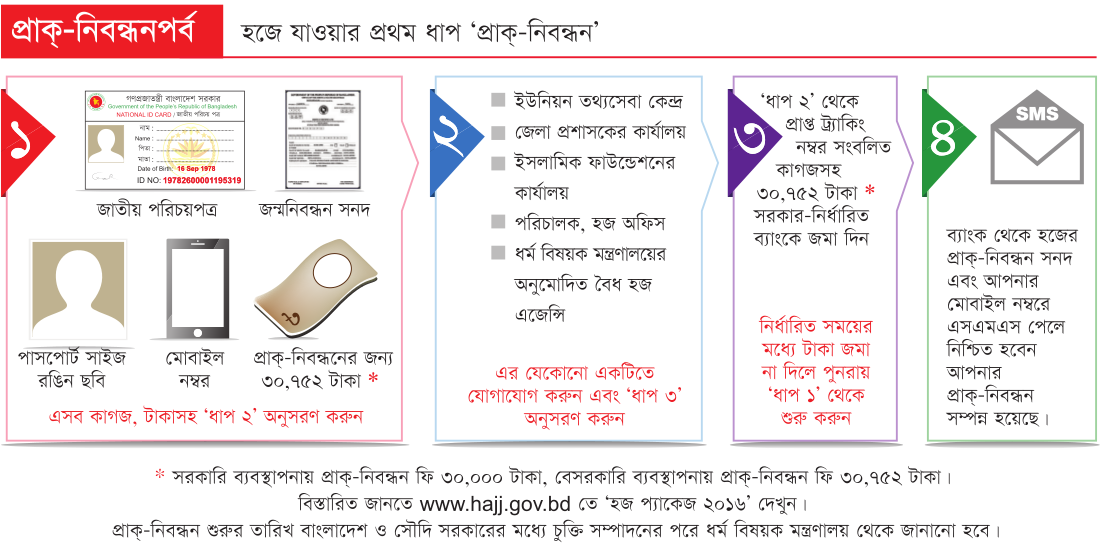 প্রাক্-নিবন্ধনপর্ব
হজে যাওয়ার প্রথম ধাপ ‘প্রাক্-নিবন্ধন’
১
গণপ্রজাতন্ত্রী বাংলাদেশ সরকার
Government of the People's Republic of Bangladesh
NATIONAL ID CARD / জাতীয় পরিচয় পত্র
নাম :
Name :
পিতা :
মাতা :
Date of Birth: 16 Sep 1978
ID NO: 19782600001195319
জাতীয় পরিচয়পত্র
জন্মনিবন্ধন সনদ
পাসপোর্ট সাইজ
রঙিন ছবি
মোবাইল
নম্বর
৳
প্রাক্-নিবন্ধনের জন্য
৩০,৭৫২ টাকা *
এসব কাগজ, টাকাসহ ‘ধাপ ২’ অনুসরণ করুন
২
ইউনিয়ন তথ্যসেবা কেন্দ্র
জেলা প্রশাসকের কার্যালয়
ইসলামিক ফাউন্ডেশনের
কার্যালয়
পরিচালক, হজ অফিস
ধর্ম বিষয়ক মন্ত্রণালয়ের
অনুমোদিত বৈধ হজ
এজেন্সি
এর যেকোনো একটিতে
যোগাযোগ করুন এবং ‘ধাপ ৩’
অনুসরণ করুন
৩
‘ধাপ ২’ থেকে
প্রাপ্ত ট্র্যাকিং
নম্বর সংবলিত
কাগজসহ
৩০,৭৫২ টাকা *
সরকার-নির্ধারিত
ব্যাংকে জমা দিন
নির্ধারিত সময়ের
মধ্যে টাকা জমা
না দিলে পুনরায়
‘ধাপ ১’ থেকে
শুরু করুন
৪
SMS
ব্যাংক থেকে হজের
প্রাক্-নিবন্ধন সনদ
এবং আপনার
মোবাইল নম্বরে
এসএমএস পেলে
নিশ্চিত হবেন
আপনার
প্রাক্-নিবন্ধন
সম্পন্ন হয়েছে।
* সরকারি ব্যবস্থাপনায় প্রাক্-নিবন্ধন ফি ৩০,০০০ টাকা, বেসরকারি ব্যবস্থাপনায় প্রাক্-নিবন্ধন ফি ৩০,৭৫২ টাকা।
বিস্তারিত জানতে www.hajj.gov.bd তে ‘হজ প্যাকেজ ২০১৬’ দেখুন।
প্রাক্-নিবন্ধন শুরুর তারিখ বাংলাদেশ ও সৌদি সরকারের মধ্যে চুক্তি সম্পাদনের পরে ধর্ম বিষয়ক মন্ত্রণালয় থেকে জানানো হবে।